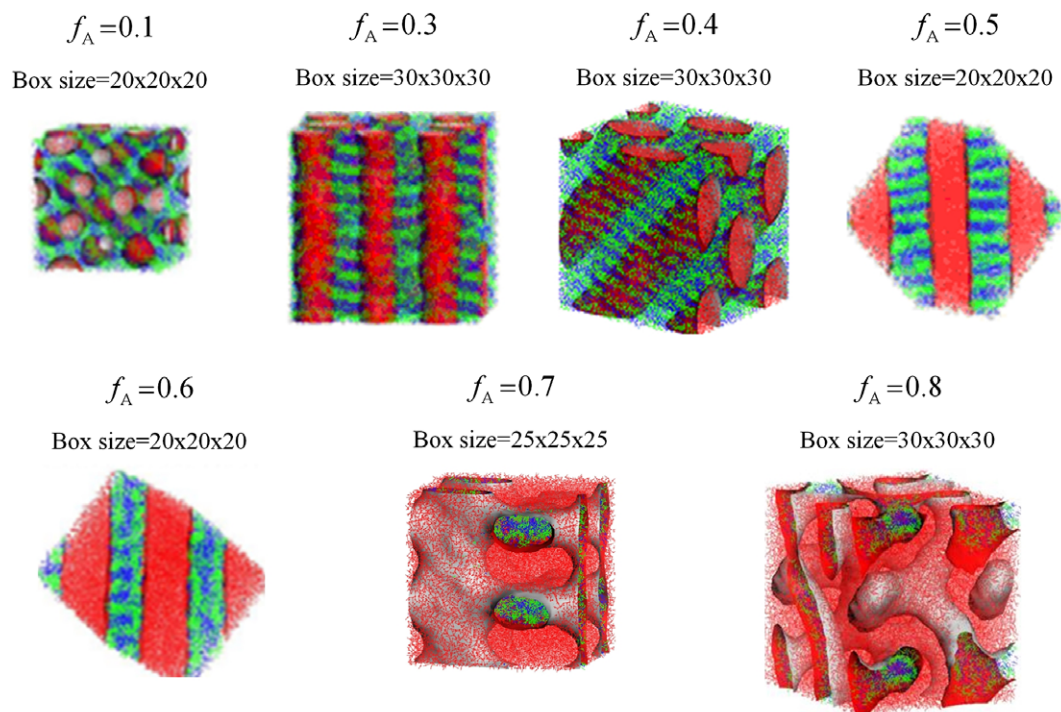 f_A=0.1
Box size=20x20x20
f_A=0.3
Box size=30x30x30
f_A=0.4
Box size=30x30x30
f_A=0.5
Box size=20x20x20
f_A=0.6
Box size=20x20x20
f_A=0.7
Box size=25x25x25
f_A=0.8
Box size=30x30x30